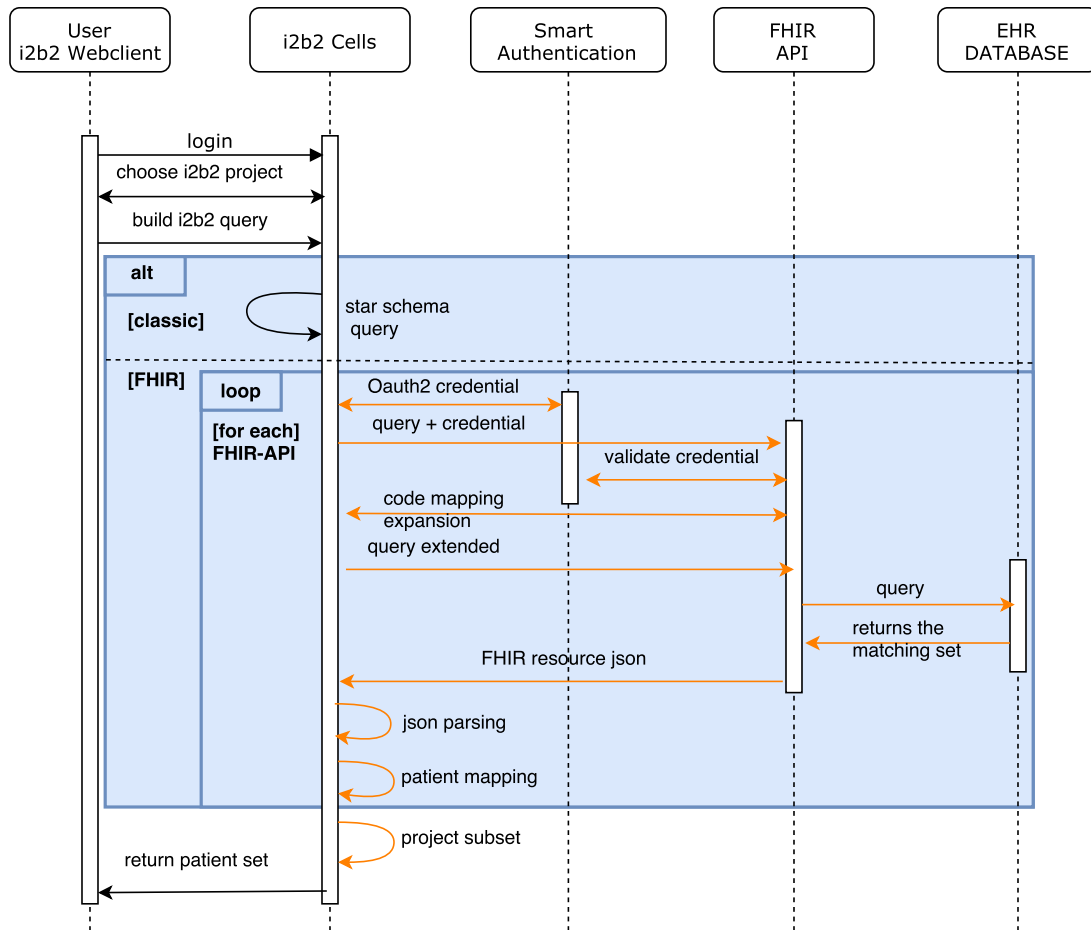 User
i2b2 Webclient
i2b2 Cells
Smart
Authentication
FHIR
API
EHR
DATABASE
login
choose i2b2 project
build i2b2 query
alt
[classic]
star schema
query
[FHIR]
loop
[for each]
FHIR-API
Oauth2 credential
query + credential
validate credential
code mapping
expansion
query extended
query
returns the
matching set
FHIR resource json
json parsing
patient mapping
project subset
return patient set